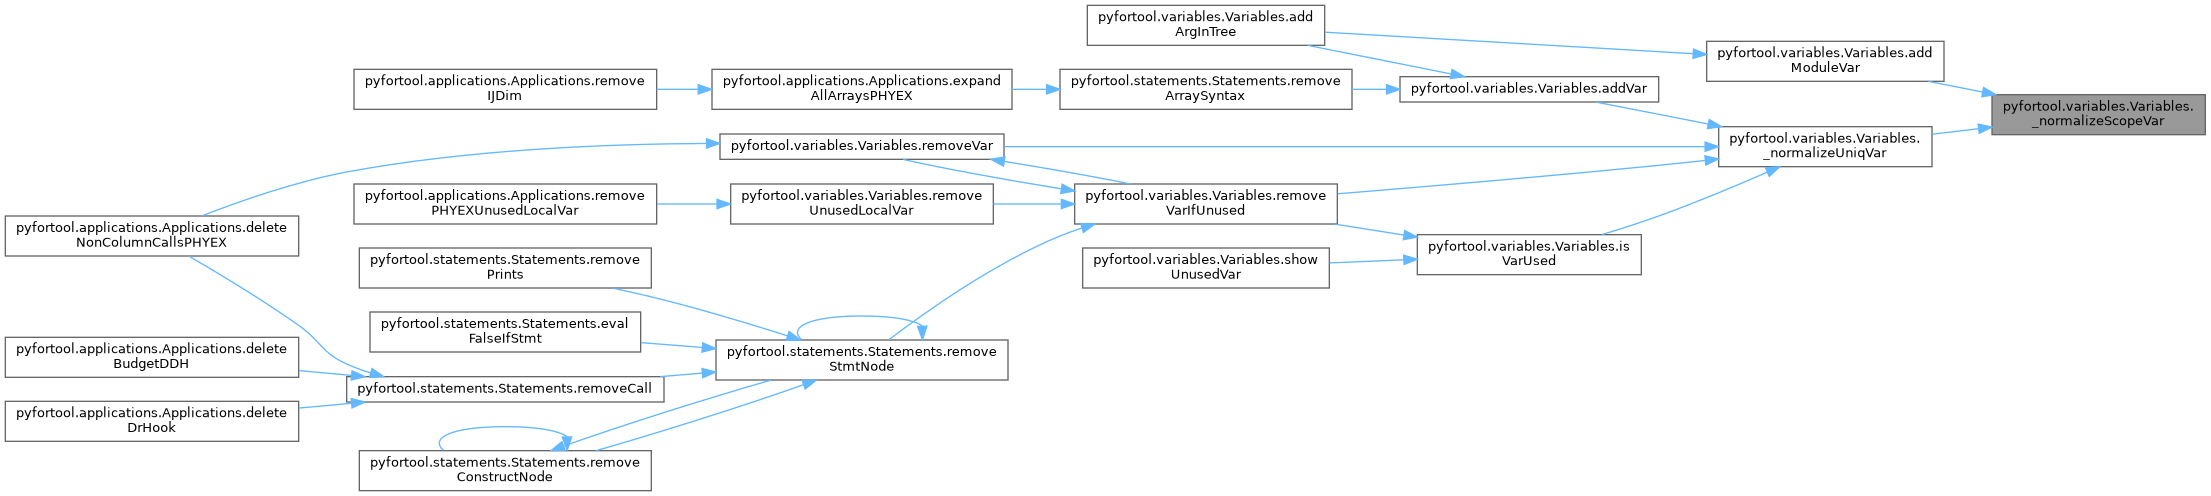 pyfortool.variables.Variables.add
ArgInTree
pyfortool.variables.Variables.add
ModuleVar
pyfortool.applications.Applications.remove
IJDim
pyfortool.applications.Applications.expand
AllArraysPHYEX
pyfortool.statements.Statements.remove
ArraySyntax
pyfortool.variables.Variables.addVar
pyfortool.variables.Variables.
_normalizeScopeVar
pyfortool.variables.Variables.removeVar
pyfortool.variables.Variables.
_normalizeUniqVar
pyfortool.applications.Applications.remove
PHYEXUnusedLocalVar
pyfortool.variables.Variables.remove
UnusedLocalVar
pyfortool.variables.Variables.remove
VarIfUnused
pyfortool.applications.Applications.delete
NonColumnCallsPHYEX
pyfortool.variables.Variables.is
VarUsed
pyfortool.statements.Statements.remove
Prints
pyfortool.variables.Variables.show
UnusedVar
pyfortool.statements.Statements.eval
FalseIfStmt
pyfortool.applications.Applications.delete
BudgetDDH
pyfortool.statements.Statements.remove
StmtNode
pyfortool.statements.Statements.removeCall
pyfortool.applications.Applications.delete
DrHook
pyfortool.statements.Statements.remove
ConstructNode